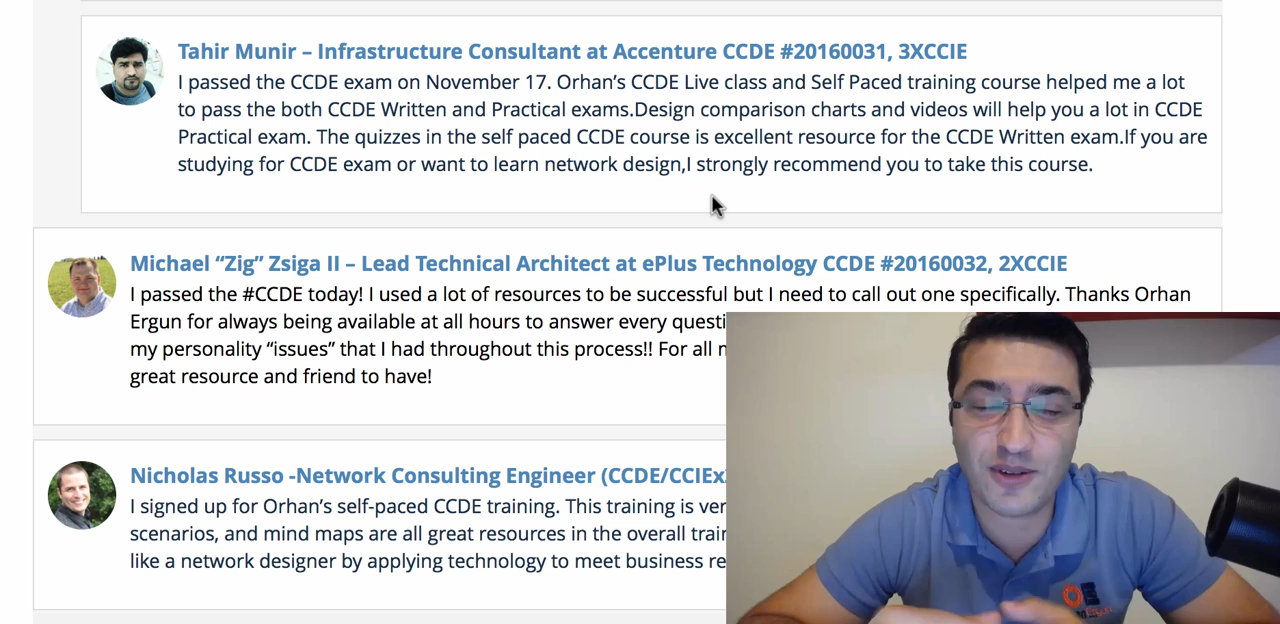 Tahir Munir – Infrastructure Consultant at Accenture CCDE #20160031, 3XCCIE
I passed the CCDE exam on November 17. Orhan’s CCDE Live class and Self Paced training course helped me a lot
to pass the both CCDE Written and Practical exams.Design comparison charts and videos will help you a lot in CCDE
Practical exam. The quizzes in the self paced CCDE course is excellent resource for the CCDE Written exam.If you are
studying for CCDE exam or want to learn network design,I strongly recommend you to take this course.
Michael “Zig” Zsiga II – Lead Technical Architect at ePlus Technology CCDE #20160032, 2XCCIE
I passed the #CCDE today! I used a lot of resources to be successful but I need to call out one specifically. Thanks Orhan
Ergun for always being available at all hours to answer every questi
my personality “issues” that I had throughout this process!! For all
great resource and friend to have!
Nicholas Russo -Network Consulting Engineer (CCDE/CCIEx
I signed up for Orhan’s self-paced CCDE training. This training is ver
scenarios, and mind maps are all great resources in the overall trai
like a network designer by applying technology to meet business re